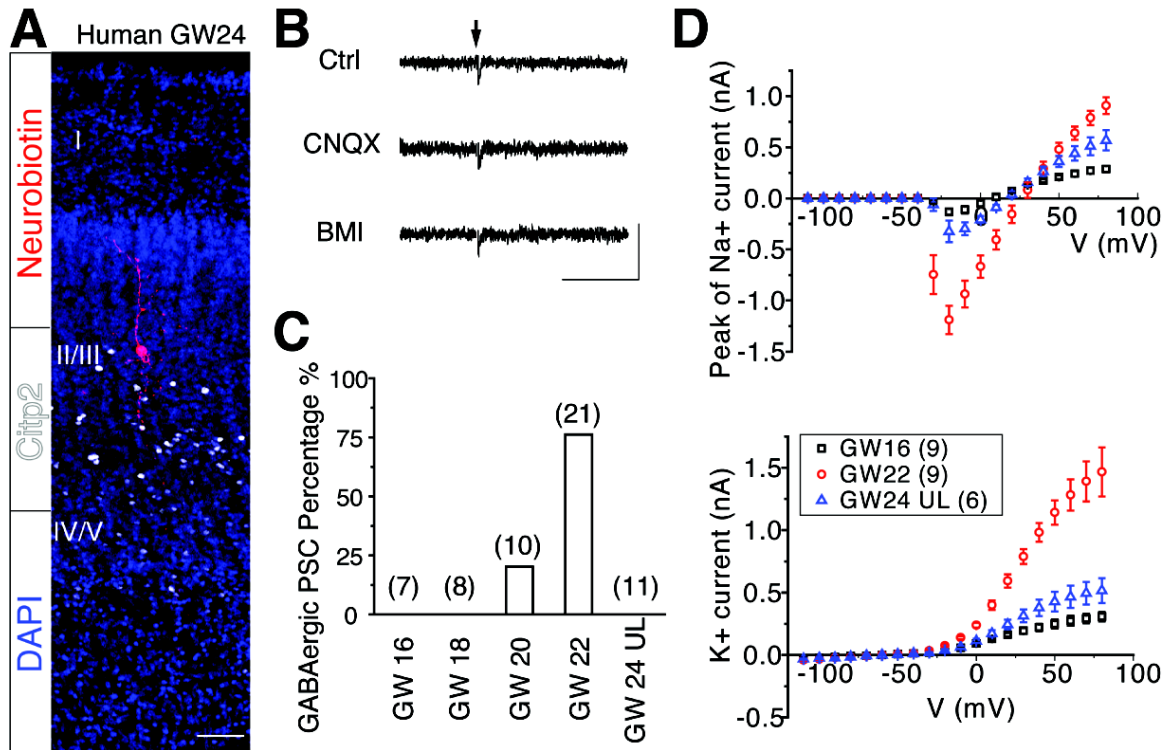 A
Human GW24
Neurobiotin
Citp2
DAPI
I
II/III
IV/V
B
Ctrl
CNQX
BMI
C
GABAergic PSC Percentage %
100
75
50
25
0
(7)
(8)
(10)
(21)
(11)
GW 16
GW 18
GW 20
GW 22
GW 24 UL
D
Peak of Na+ current (nA)
1.0
0.5
0.0
-0.5
-1.0
-1.5
-100
-50
0
50
100
V (mV)
K+ current (nA)
1.5
1.0
0.5
0.0
-0.5
GW16 (9)
GW22 (9)
GW24 UL (6)
-100
-50
0
50
100
V (mV)